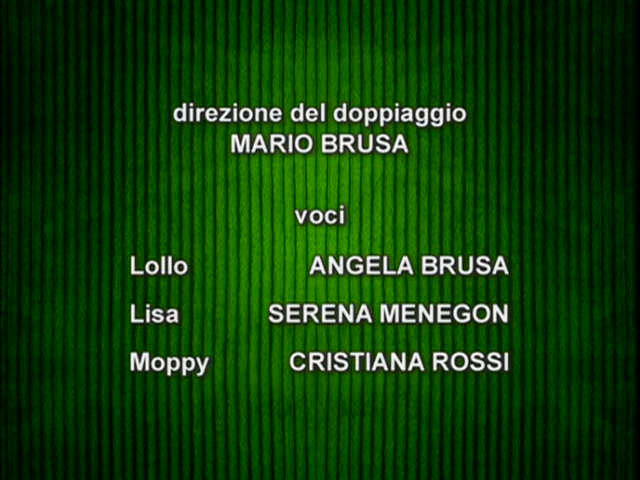 direzione del doppiaggio
MARIO BRUSA
voci
Lollo ANGELA BRUSA
Lisa SERENA MENEGON
Moppy CRISTIANA ROSSI